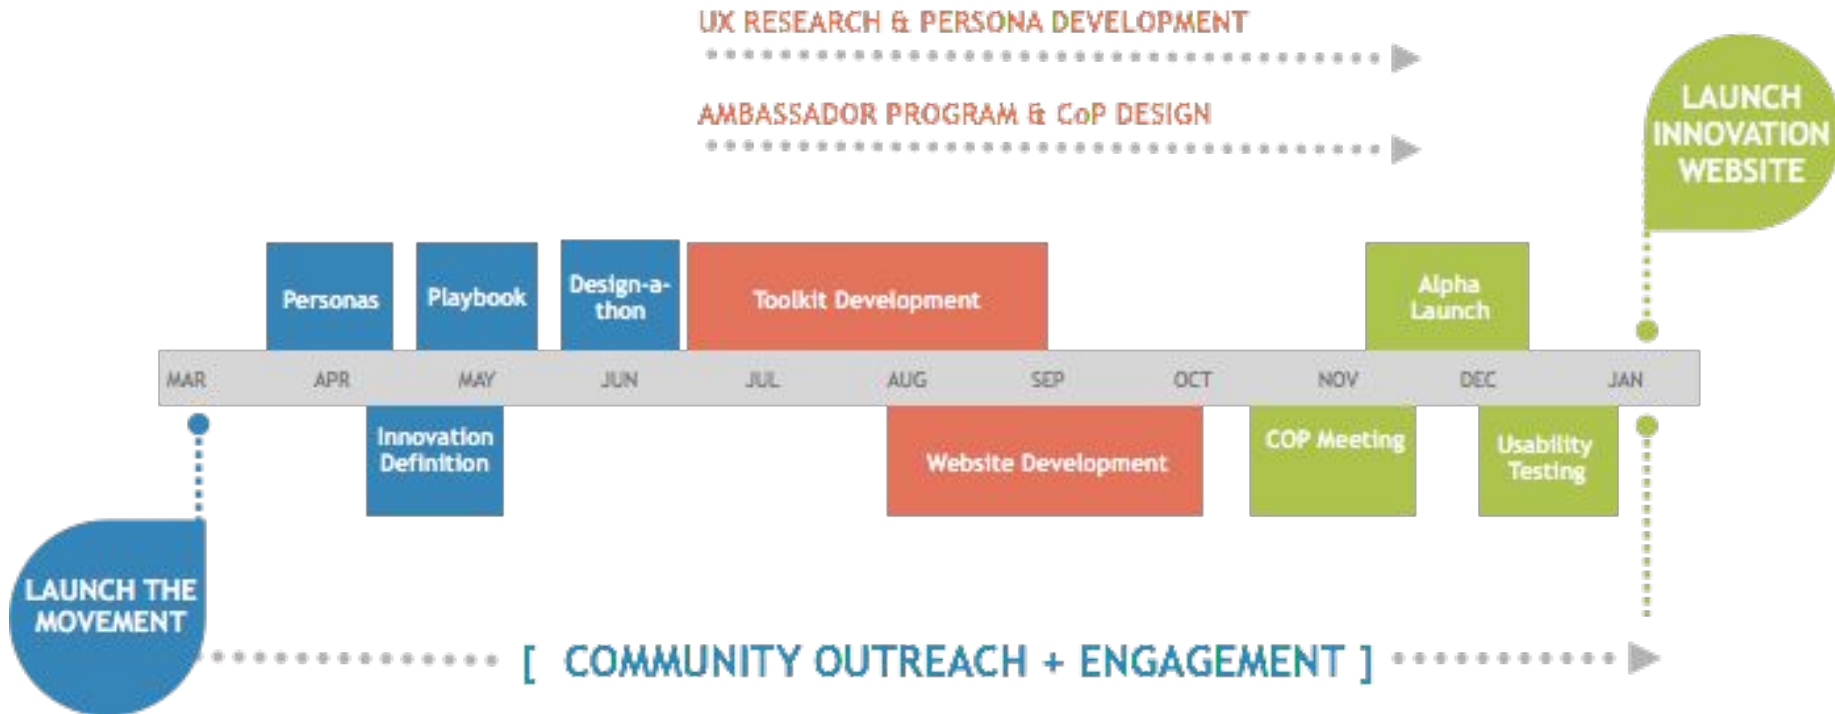 UX RESEARCH & PERSONA DEVELOPMENT
AMBASSADOR PROGRAM & CoP DESIGN
LAUNCH
INNOVATION
WEBSITE
Personas
Playbook
Design-a-
thon
Toolkit Development
Alpha
Launch
MAR APR MAY JUN JUL AUG SEP OCT NOV DEC JAN
Innovation
Definition
Website Development
COP Meeting
Usability
Testing
LAUNCH THE
MOVEMENT
[ COMMUNITY OUTREACH + ENGAGEMENT ]